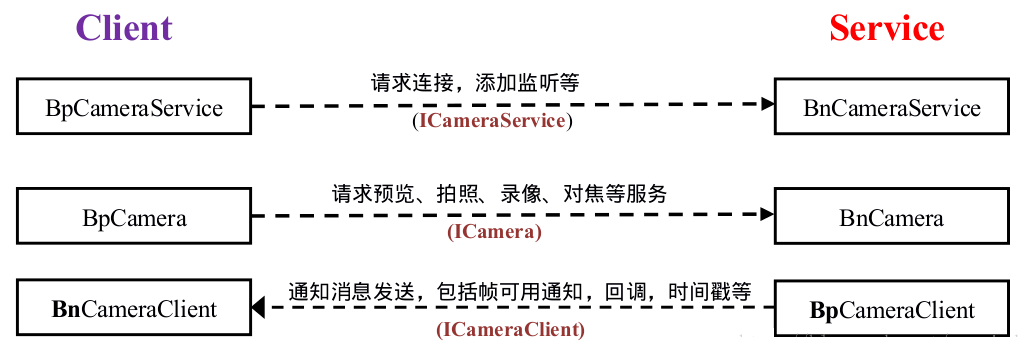 Client
Service
请求连接，添加监听等
BpCameraService
BnCameraService
(ICameraService)
请求预览、拍照、录像、对焦等服务
BpCamera
BnCamera
(ICamera)
通知消息发送，包括帧可用通知，回调，时间戳等
BnCameraClient
BpCameraClient
(ICameraClient)